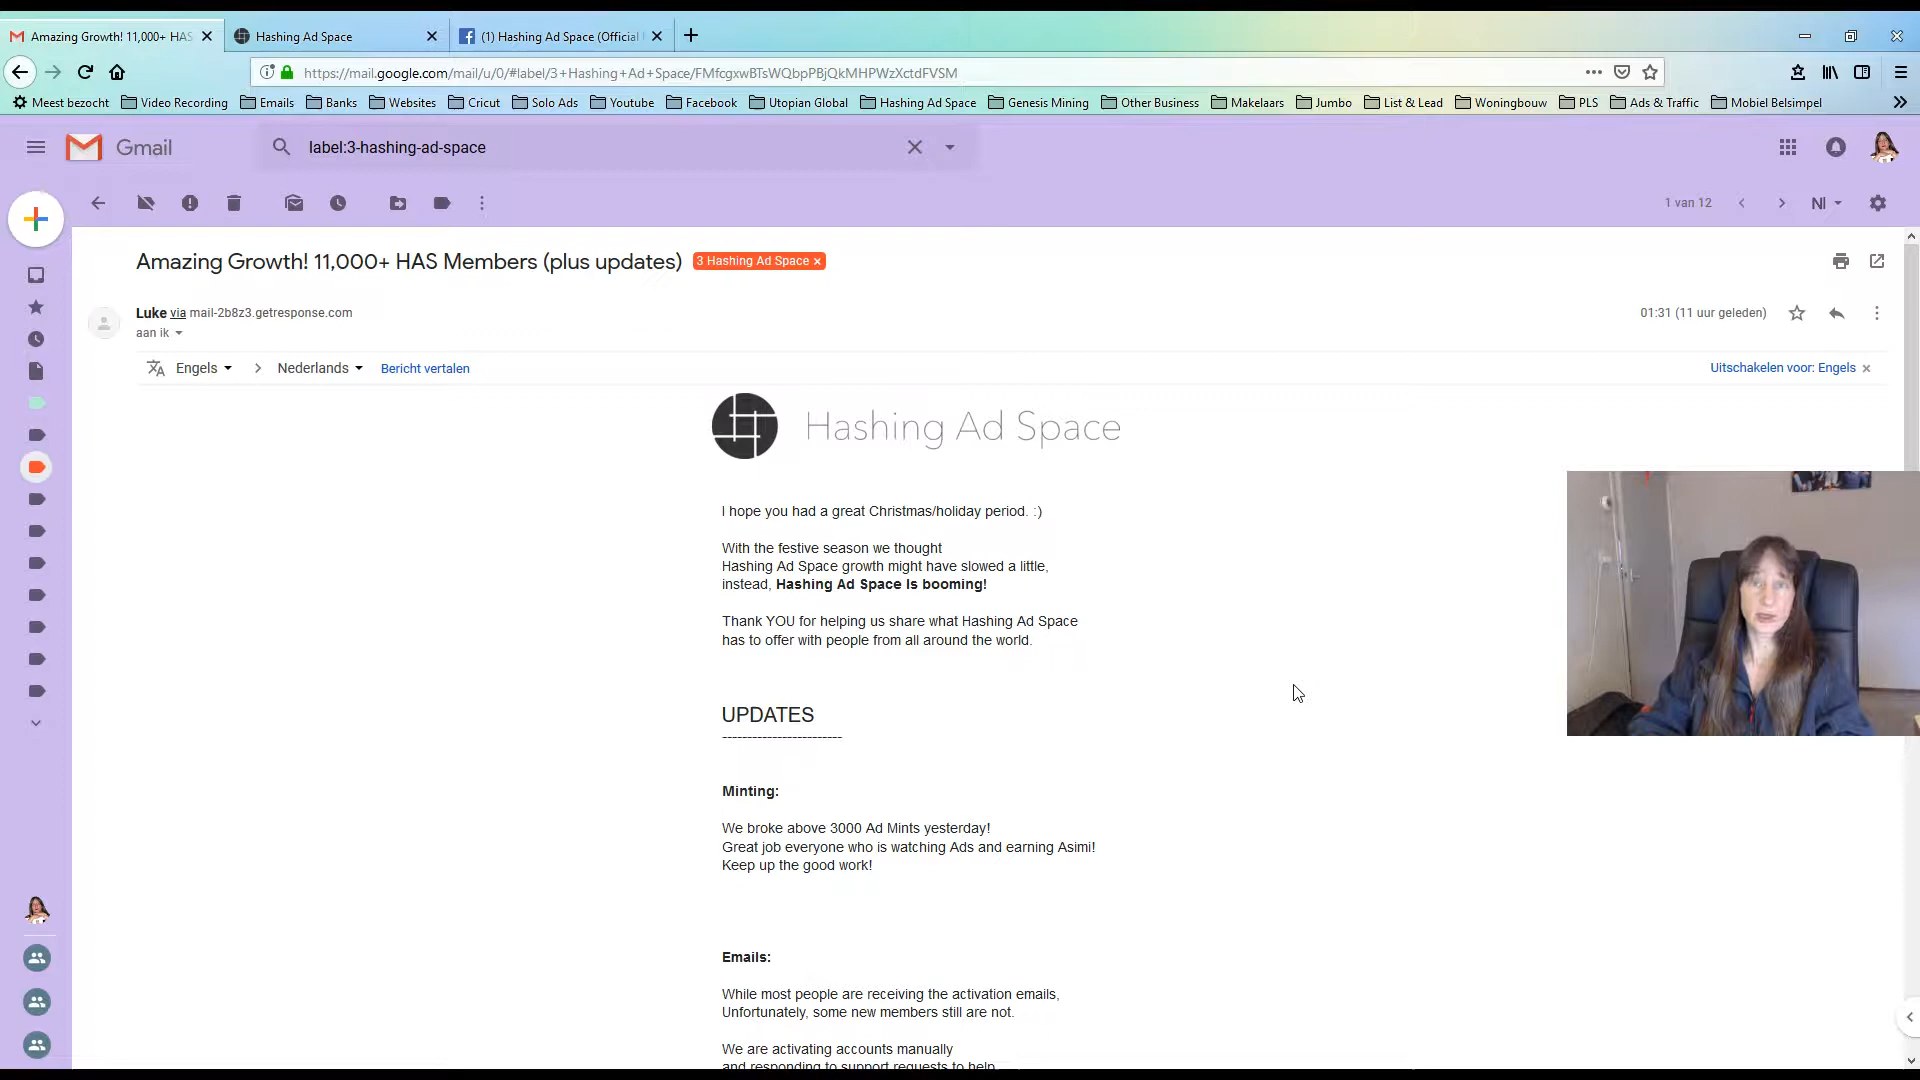 Amazing Growth! 11,000+ HAS
Hashing Ad Space
(1) Hashing Ad Space (Official
https://mail.google.com/mail/u/0/#label/3+Hashing+Ad+Space/FMfcgxwBTsWQbpPBjQkMHPWzXctdFVSM
Meest bezocht Video Recording Emails Banks Websites Cricut Solo Ads Youtube Facebook Utopian Global Hashing Ad Space Genesis Mining Other Business Makelaars Jumbo List & Lead Woningbouw PLS Ads & Traffic Mobiel Belsimpel
Gmail
label:3-hashing-ad-space
1 van 12
Nl
Amazing Growth! 11,000+ HAS Members (plus updates)
3 Hashing Ad Space ×
Luke via mail-2b8z3.getresponse.com
01:31 (11 uur geleden)
aan ik
Engels > Nederlands Bericht vertalen
Uitschakelen voor: Engels ×
Hashing Ad Space
I hope you had a great Christmas/holiday period. :)
With the festive season we thought
Hashing Ad Space growth might have slowed a little,
instead, Hashing Ad Space Is booming!
Thank YOU for helping us share what Hashing Ad Space
has to offer with people from all around the world.
UPDATES
------------------------
Minting:
We broke above 3000 Ad Mints yesterday!
Great job everyone who is watching Ads and earning Asimi!
Keep up the good work!
Emails:
While most people are receiving the activation emails,
Unfortunately, some new members still are not.
We are activating accounts manually
and responding to support requests to help